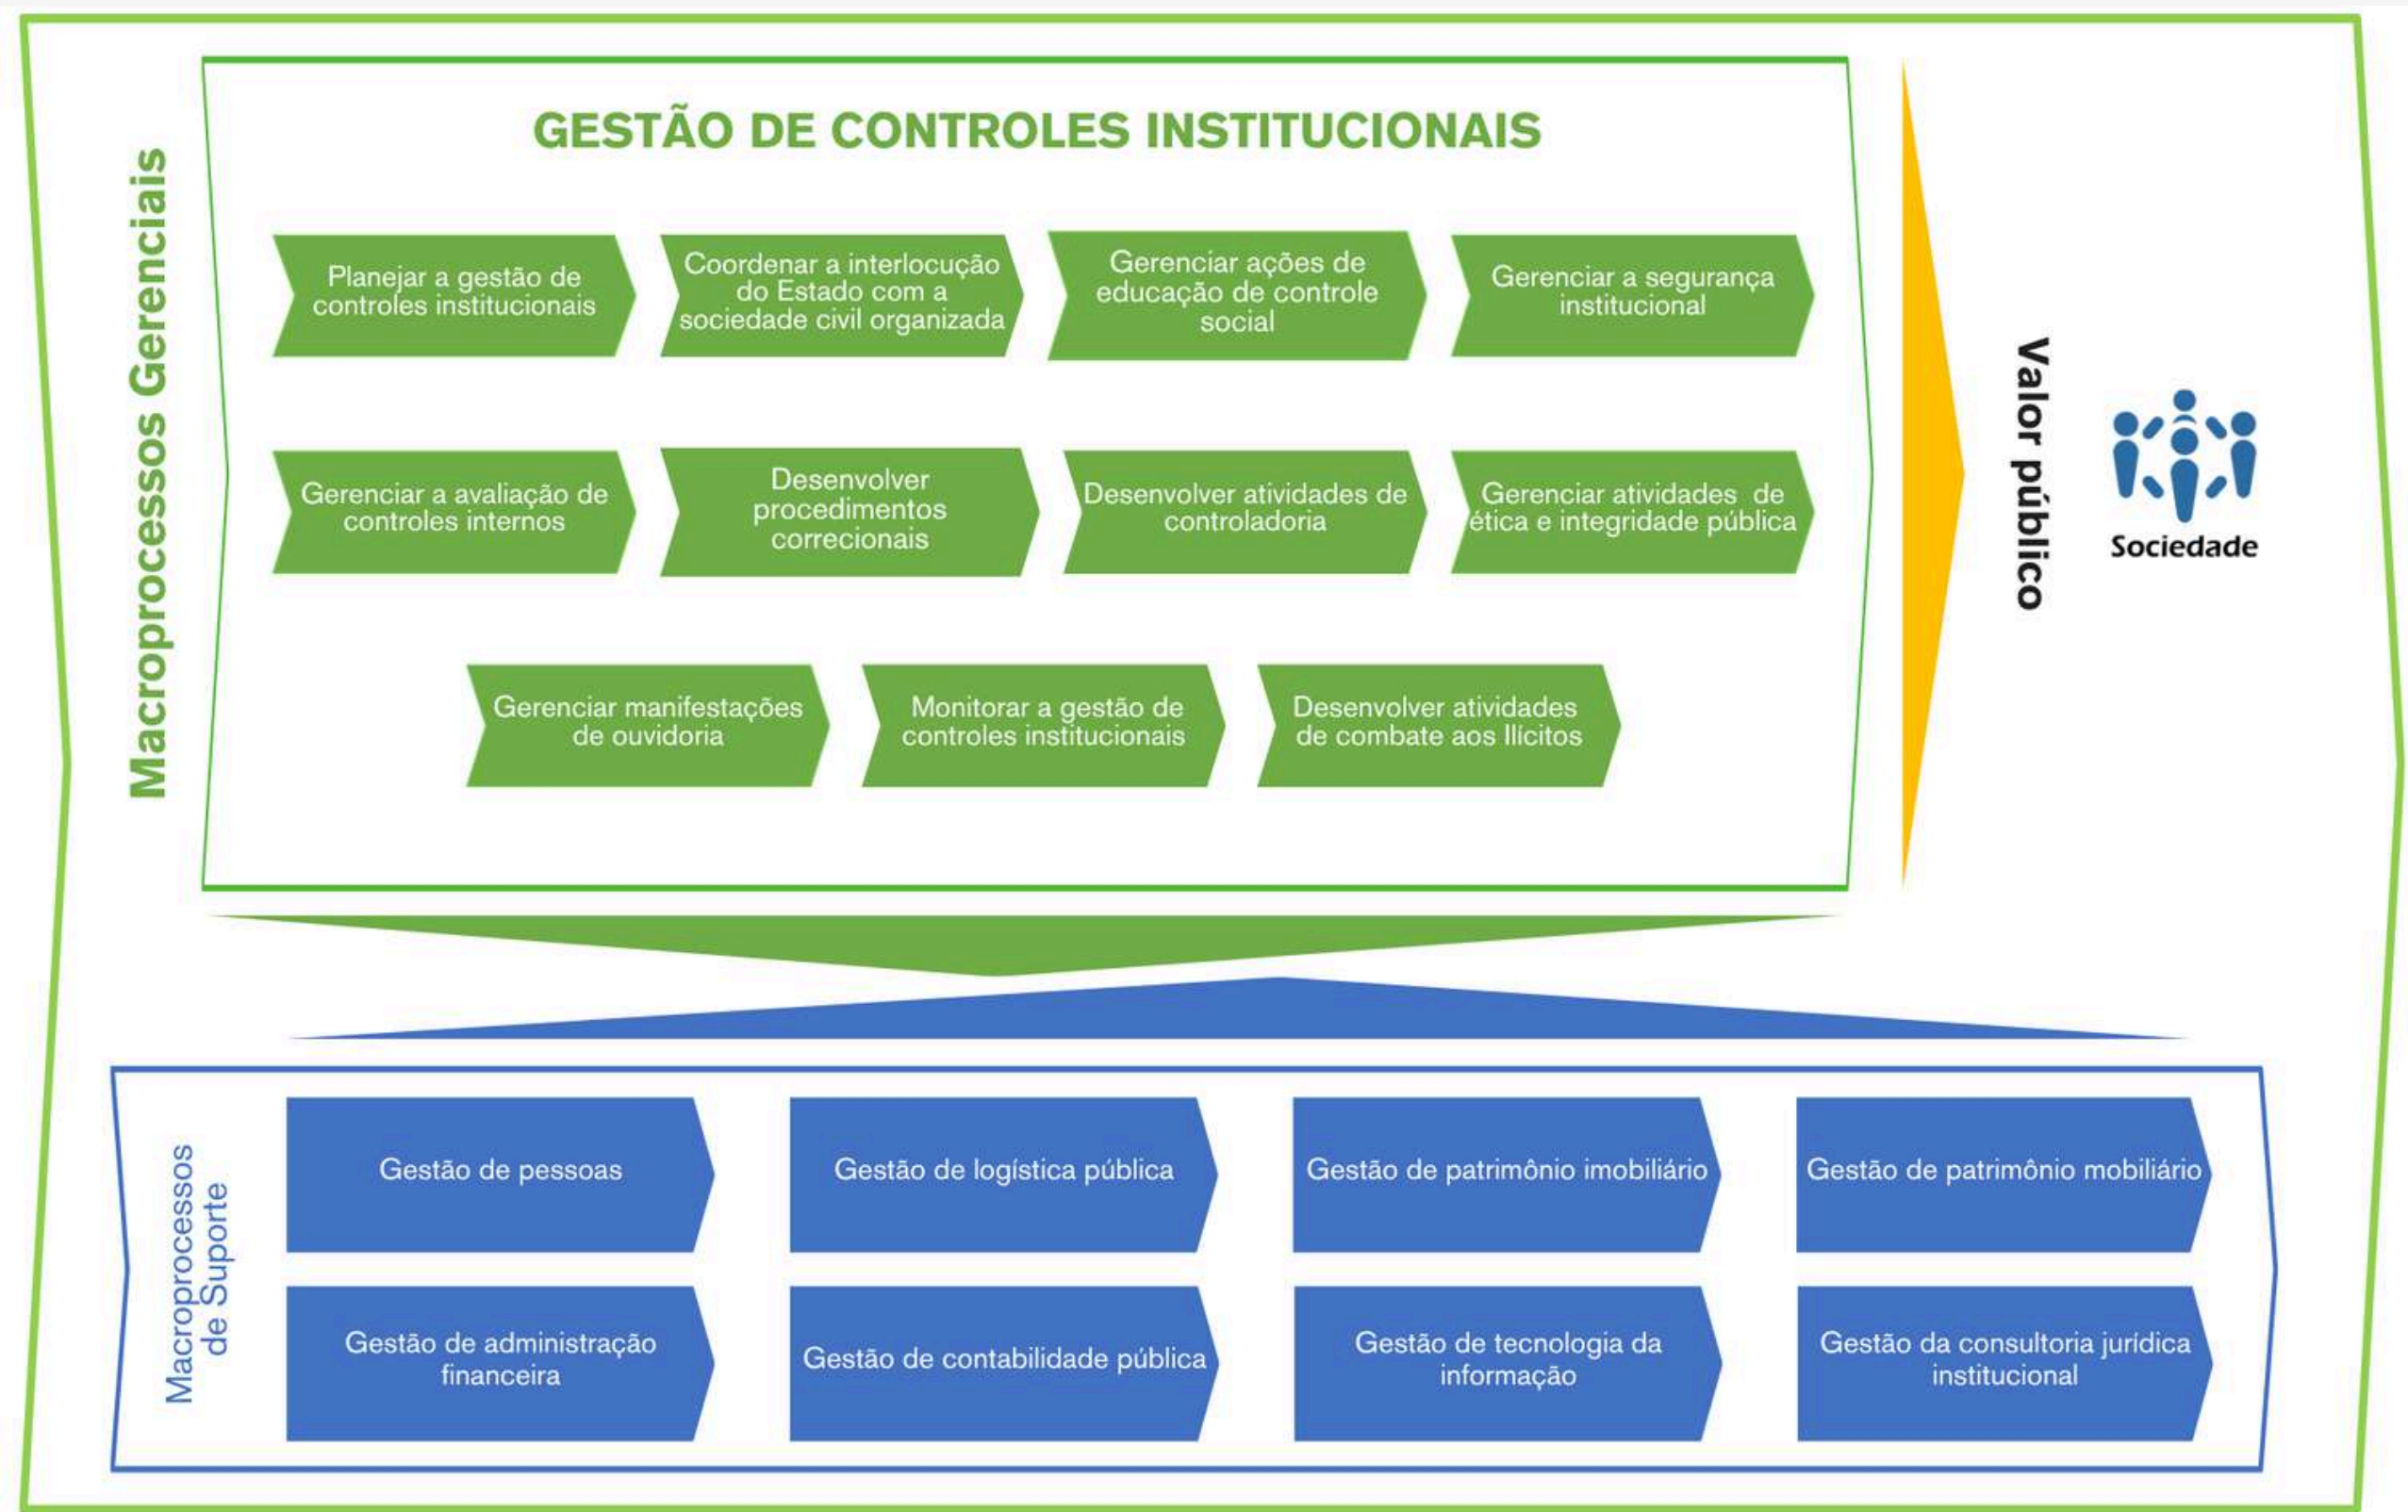 Macroprocessos Gerenciais
GESTÃO DE CONTROLES INSTITUCIONAIS
Planejar a gestão de
controles institucionais
Coordenar a interlocução
do Estado com a
sociedade civil organizada
Gerenciar ações de
educação de controle
social
Gerenciar a segurança
institucional
Gerenciar a avaliação de
controles internos
Desenvolver
procedimentos
correcionais
Desenvolver atividades de
controladoria
Gerenciar atividades de
ética e integridade pública
Gerenciar manifestações
de ouvidoria
Monitorar a gestão de
controles institucionais
Desenvolver atividades
de combate aos Ilícitos
Valor público
Sociedade
Macroprocessos
de Suporte
Gestão de pessoas
Gestão de logística pública
Gestão de patrimônio imobiliário
Gestão de patrimônio mobiliário
Gestão de administração
financeira
Gestão de contabilidade pública
Gestão de tecnologia da
informação
Gestão da consultoria jurídica
institucional